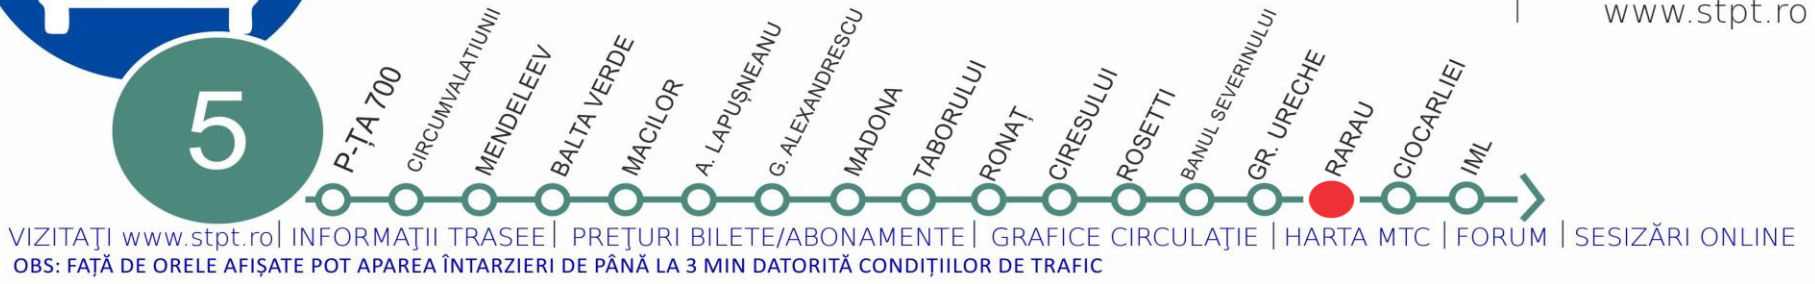 www.stpt.ro
5
P-ȚA 700
CIRCUMVALATIUNII
MENDELEEV
BALTA VERDE
MACILOR
A. LAPUȘNEANU
G. ALEXANDRESCU
MADONA
TABORULUI
RONAȚ
CIRESULUI
ROSETTI
BANUL SEVERINULUI
GR. URECHE
RARAU
CIOCARLIEI
IML
VIZITAŢI www.stpt.ro| INFORMAŢII TRASEE| PREŢURI BILETE/ABONAMENTE| GRAFICE CIRCULAŢIE |HARTA MTC |FORUM |SESIZĂRI ONLINE
OBS: FAȚĂ DE ORELE AFIȘATE POT APAREA ÎNTARZIERI DE PÂNĂ LA 3 MIN DATORITĂ CONDIȚIILOR DE TRAFIC